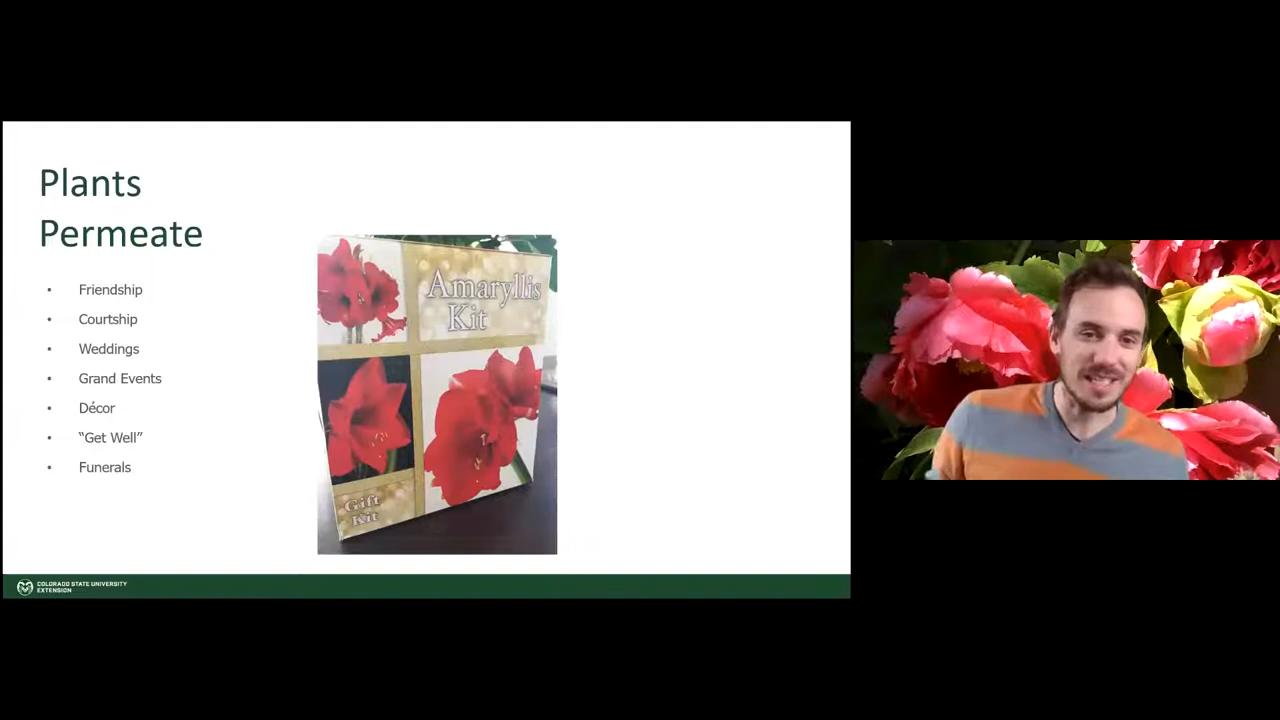 Plants
Permeate
• Friendship
• Courtship
• Weddings
• Grand Events
• Décor
• “Get Well”
• Funerals
Amaryllis
Kit
Gift
Kit
COLORADO STATE UNIVERSITY
EXTENSION